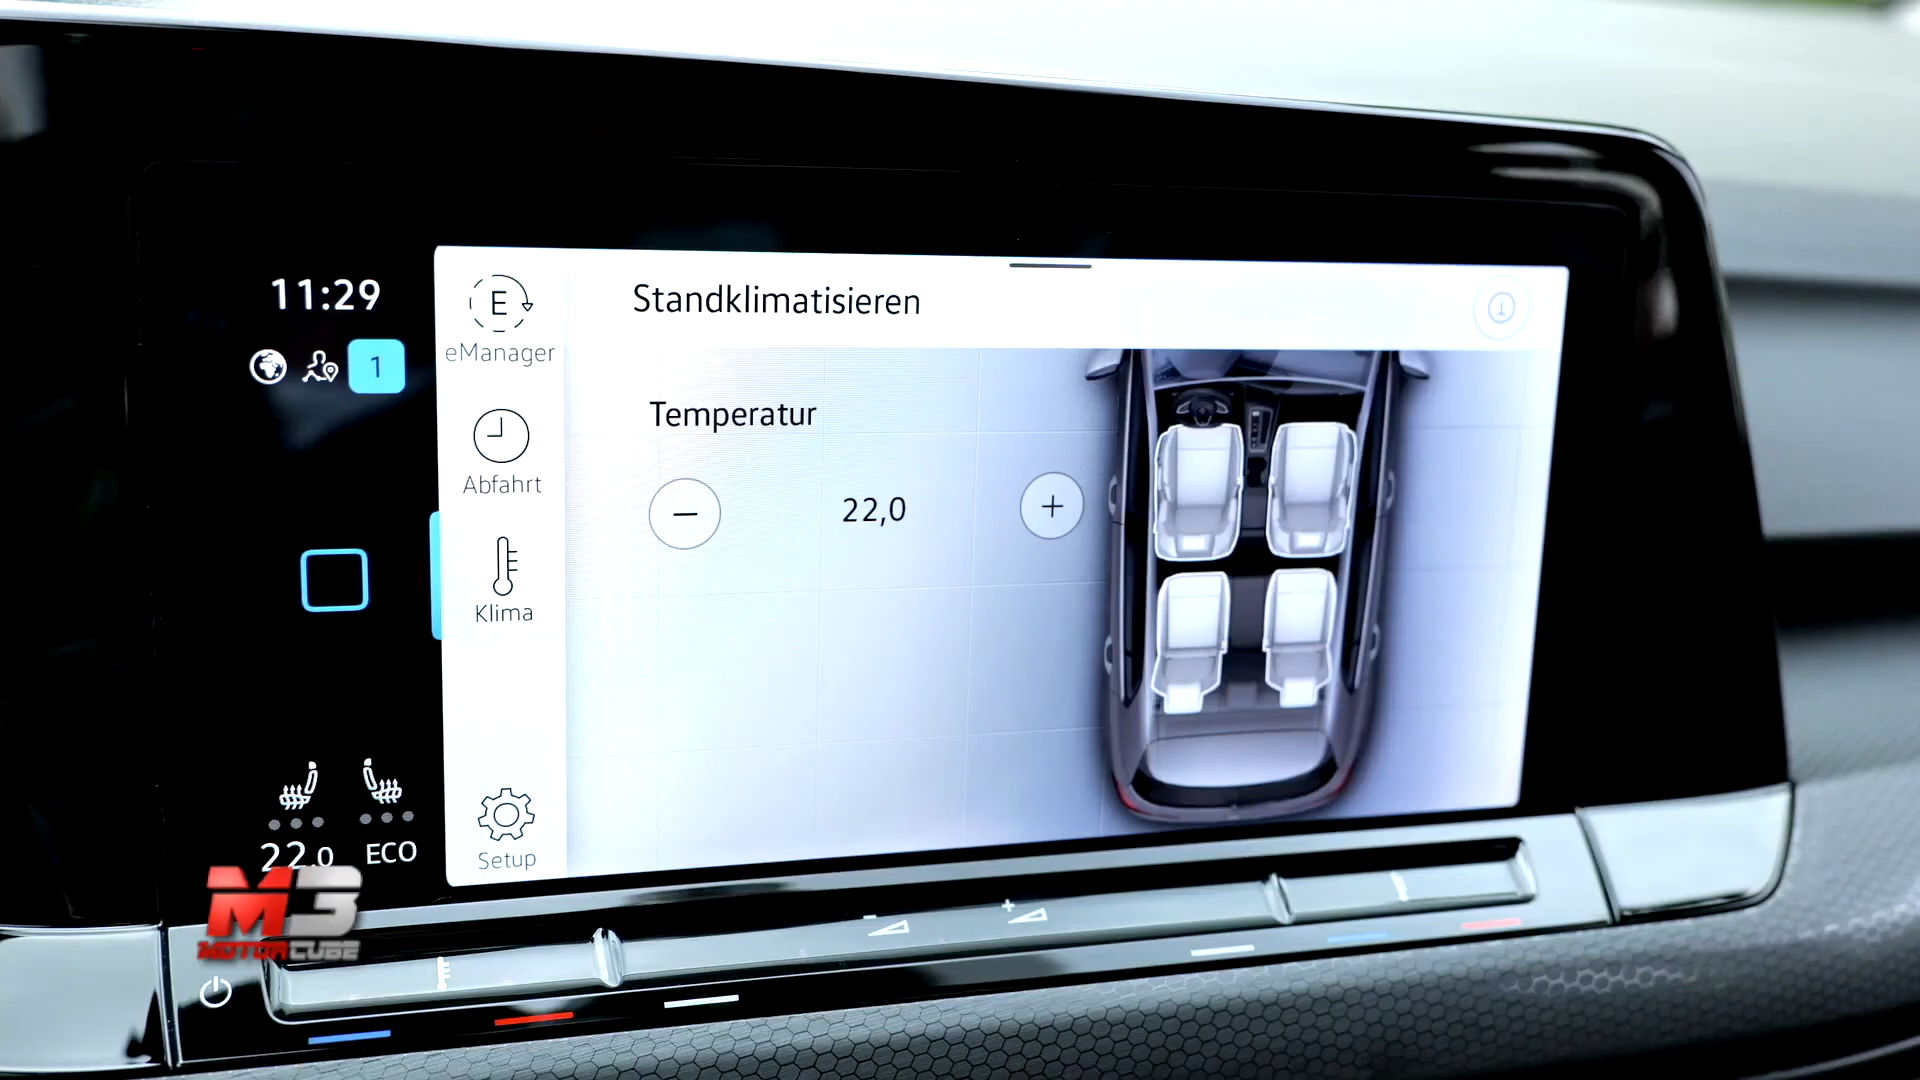 11:29
1
E
eManager
Standklimatisieren
Abfahrt
Temperatur
22,0
Klima
Setup
22.0 ECO
M3
MOTORCUBE